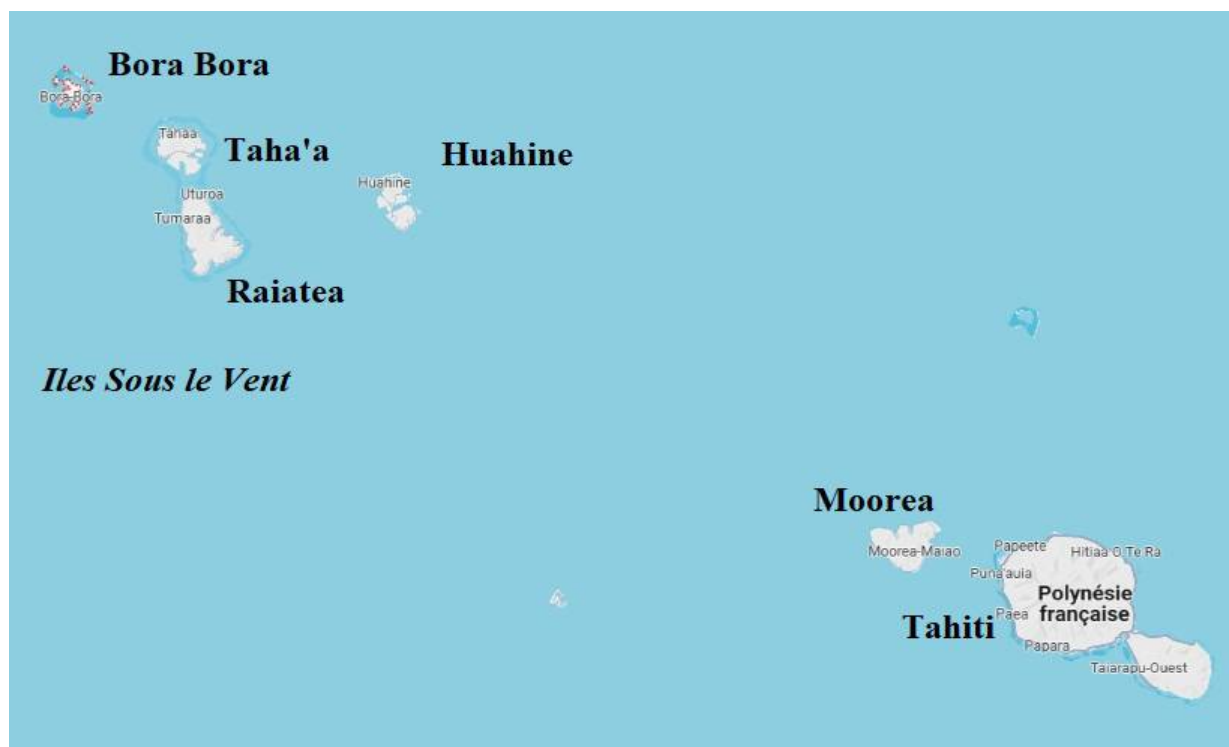 Bora Bora
Bora-Bora
Tahaa
Taha'a
Huahine
Huahine
Uturoa
Tumaraa
Raiatea
Iles Sous le Vent
Moorea
Moorea-Maiao
Papeete
Hitiaa O Te Ra
Puna'auia
Polynésie
française
Paea
Tahiti
Papara
Taiarapu-Ouest